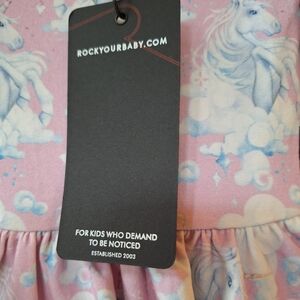 ROCKYOURBABY.COM
FOR KIDS WHO DEMAND
TO BE NOTICED
ESTABLISHED 2003